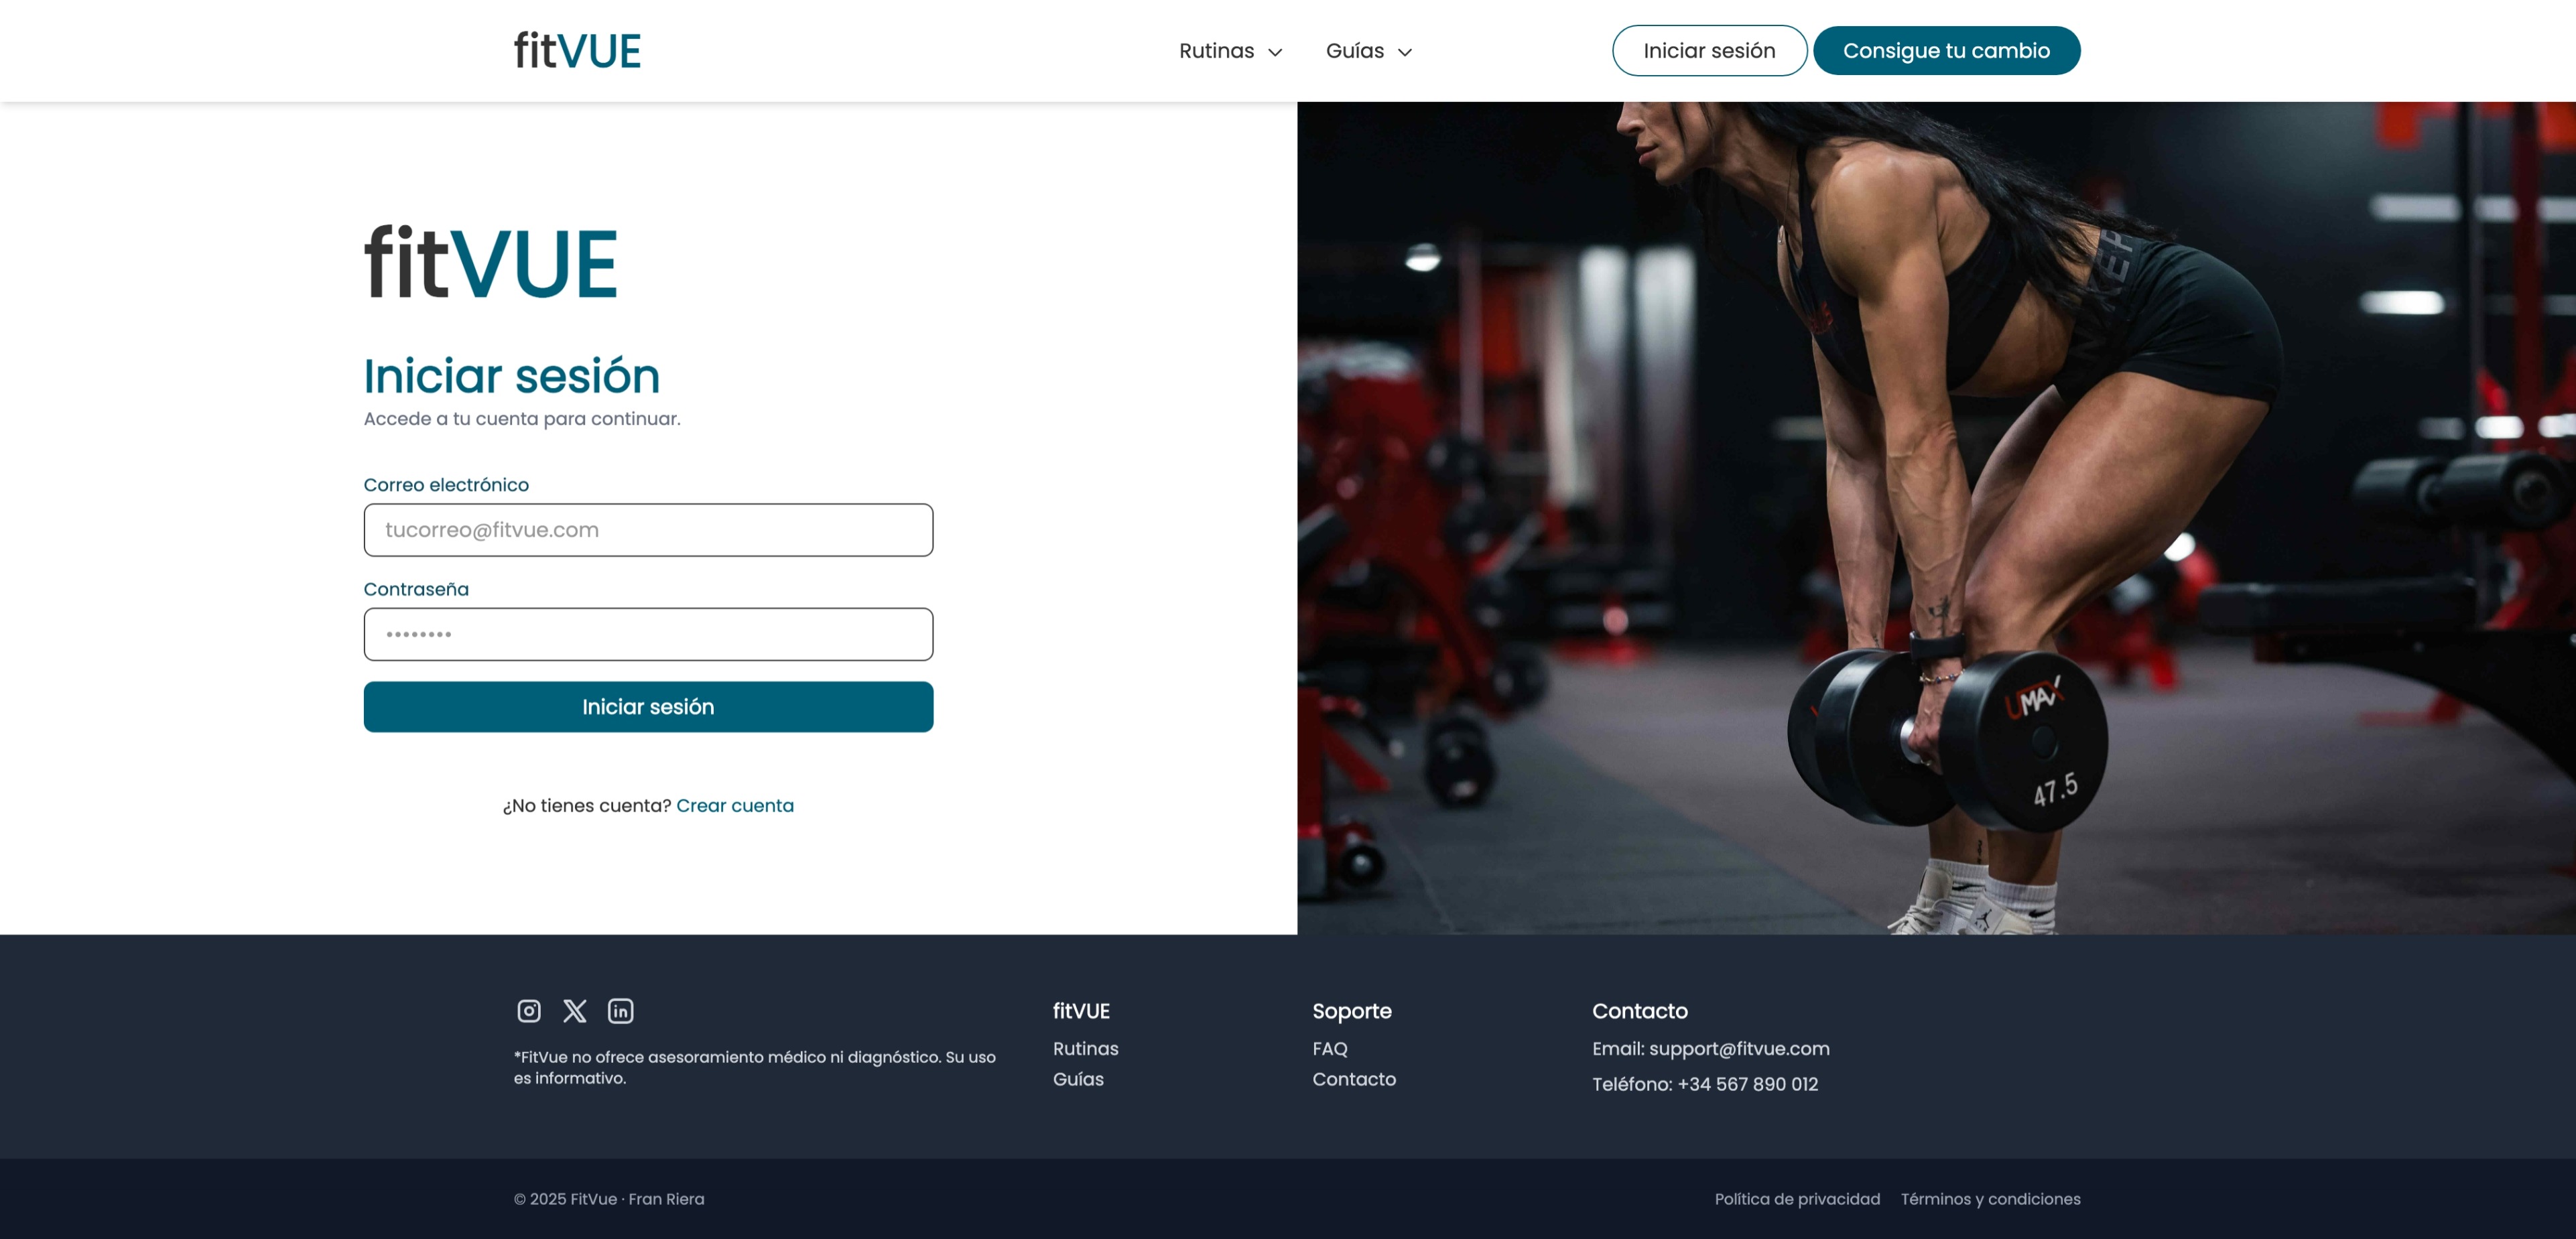 fitVUE
Rutinas
Guías
Iniciar sesión
Consigue tu cambio
fitVUE
Iniciar sesión
Accede a tu cuenta para continuar.
Correo electrónico
tucorreo@fitvue.com
Contraseña
••••••••
Iniciar sesión
¿No tienes cuenta? Crear cuenta
UMAX
47.5
*FitVue no ofrece asesoramiento médico ni diagnóstico. Su uso
es informativo.
fitVUE
Rutinas
Guías
Soporte
FAQ
Contacto
Contacto
Email: support@fitvue.com
Teléfono: +34 567 890 012
© 2025 FitVue · Fran Riera
Política de privacidad
Términos y condiciones